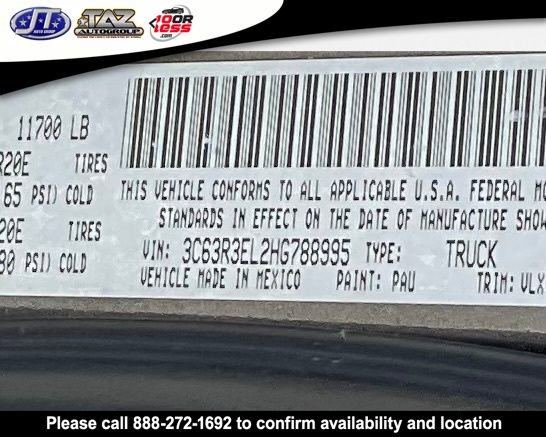 JT
AUTO GROUP
TAZ
AUTOGROUP
100R
less
.com
11700 LB
R20E TIRES
65 PSI) COLD
20E TIRES
80 PSI) COLD
THIS VEHICLE CONFORMS TO ALL APPLICABLE U.S.A. FEDERAL MO
STANDARDS IN EFFECT ON THE DATE OF MANUFACTURE SHOW
VIN: 3C63R3EL2HG788995 TYPE: TRUCK
VEHICLE MADE IN MEXICO PAINT: PAU TRIM: VLX
Please call 888-272-1692 to confirm availability and location